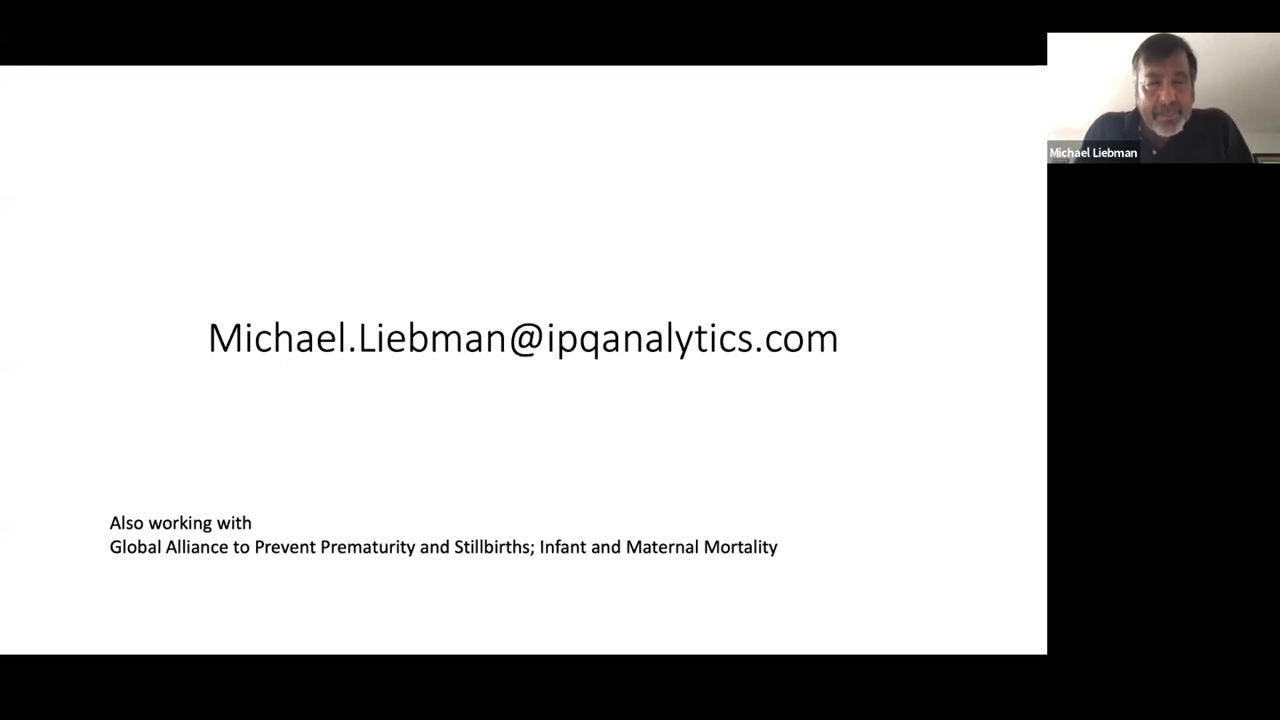 Michael Liebman
Michael.Liebman@ipqanalytics.com
Also working with
Global Alliance to Prevent Prematurity and Stillbirths; Infant and Maternal Mortality